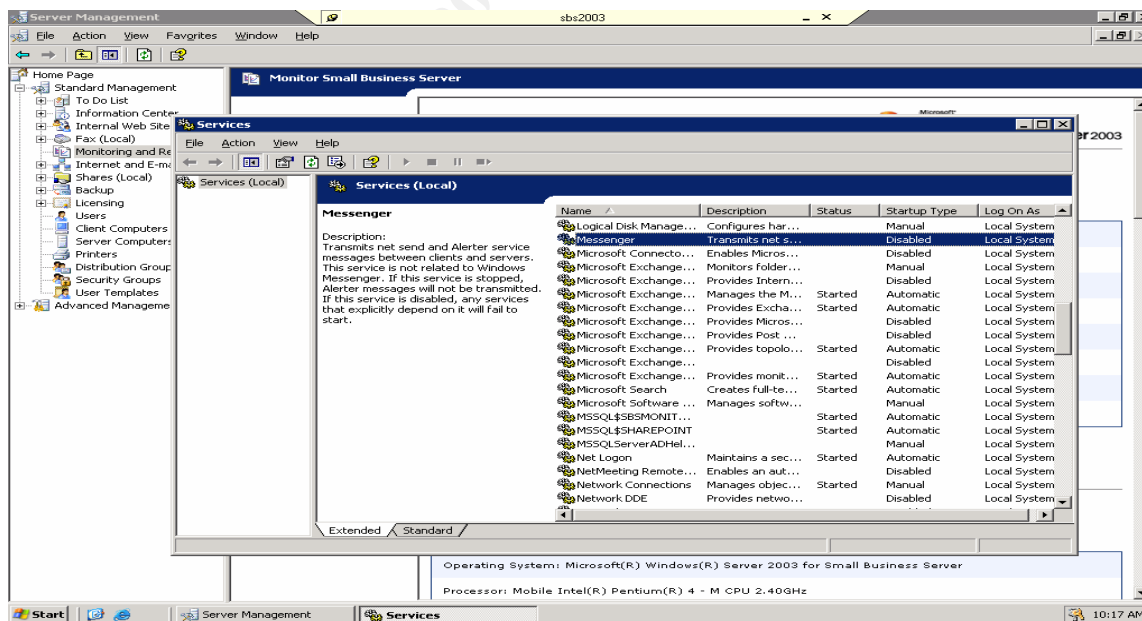 Server Management
sbs2003
File Action View Favorites Window Help
Home Page
Standard Management
To Do List
Information Center
Internal Web Site
Fax (Local)
Monitoring and Re
Internet and E-ma
Shares (Local)
Backup
Licensing
Users
Client Computers
Server Computers
Printers
Distribution Group
Security Groups
User Templates
Advanced Manageme
Monitor Small Business Server
Microsoft
er 2003
Services
File Action View Help
Services (Local)
Services (Local)
Messenger
Description:
Transmits net send and Alerter service
messages between clients and servers.
This service is not related to Windows
Messenger. If this service is stopped,
Alerter messages will not be transmitted.
If this service is disabled, any services
that explicitly depend on it will fail to
start.
Name Description Status Startup Type Log On As
Logical Disk Manage... Configures har... Manual Local System
Messenger Transmits net s... Disabled Local System
Microsoft Connecto... Enables Micros... Disabled Local System
Microsoft Exchange... Monitors folder... Manual Local System
Microsoft Exchange... Provides Intern... Disabled Local System
Microsoft Exchange... Manages the M... Started Automatic Local System
Microsoft Exchange... Provides Excha... Started Automatic Local System
Microsoft Exchange... Provides Micros... Disabled Local System
Microsoft Exchange... Provides Post ... Disabled Local System
Microsoft Exchange... Provides topolo... Started Automatic Local System
Microsoft Exchange... Disabled Local System
Microsoft Exchange... Provides monit... Started Automatic Local System
Microsoft Search Creates full-te... Started Automatic Local System
Microsoft Software ... Manages softw... Manual Local System
MSSQL$SBSMONIT... Started Automatic Local System
MSSQL$SHAREPOINT Started Automatic Local System
MSSQLServerADHel... Manual Local System
Net Logon Maintains a sec... Started Automatic Local System
NetMeeting Remote... Enables an aut... Disabled Local System
Network Connections Manages objec... Started Manual Local System
Network DDE Provides netwo... Disabled Local System
Extended Standard
Operating System: Microsoft(R) Windows(R) Server 2003 for Small Business Server
Processor: Mobile Intel(R) Pentium(R) 4 - M CPU 2.40GHz
Start Server Management Services 10:17 AM